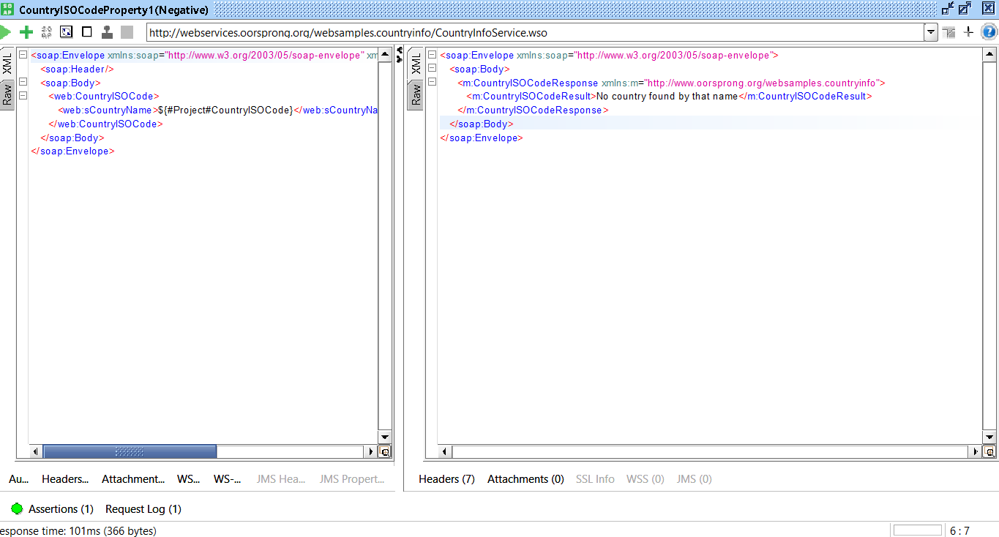 SO
AP
CountryISOCodeProperty1(Negative)
http://webservices.oorsprong.org/websamples.countryinfo/CountryInfoService.wso
XML
Raw
<soap:Envelope xmlns:soap="http://www.w3.org/2003/05/soap-envelope" xm
<soap:Header/>
<soap:Body>
<web:CountryISOCode>
<web:sCountryName>${#Project#CountryISOCode}</web:sCountryNa
</web:CountryISOCode>
</soap:Body>
</soap:Envelope>
XML
Raw
<soap:Envelope xmlns:soap="http://www.w3.org/2003/05/soap-envelope">
<soap:Body>
<m:CountryISOCodeResponse xmlns:m="http://www.oorsprong.org/websamples.countryinfo">
<m:CountryISOCodeResult>No country found by that name</m:CountryISOCodeResult>
</m:CountryISOCodeResponse>
</soap:Body>
</soap:Envelope>
Au... Headers... Attachment... WS... WS-... JMS Hea... JMS Propert...
Headers (7) Attachments (0) SSL Info WSS (0) JMS (0)
Assertions (1) Request Log (1)
esponse time: 101ms (366 bytes)
6 : 7